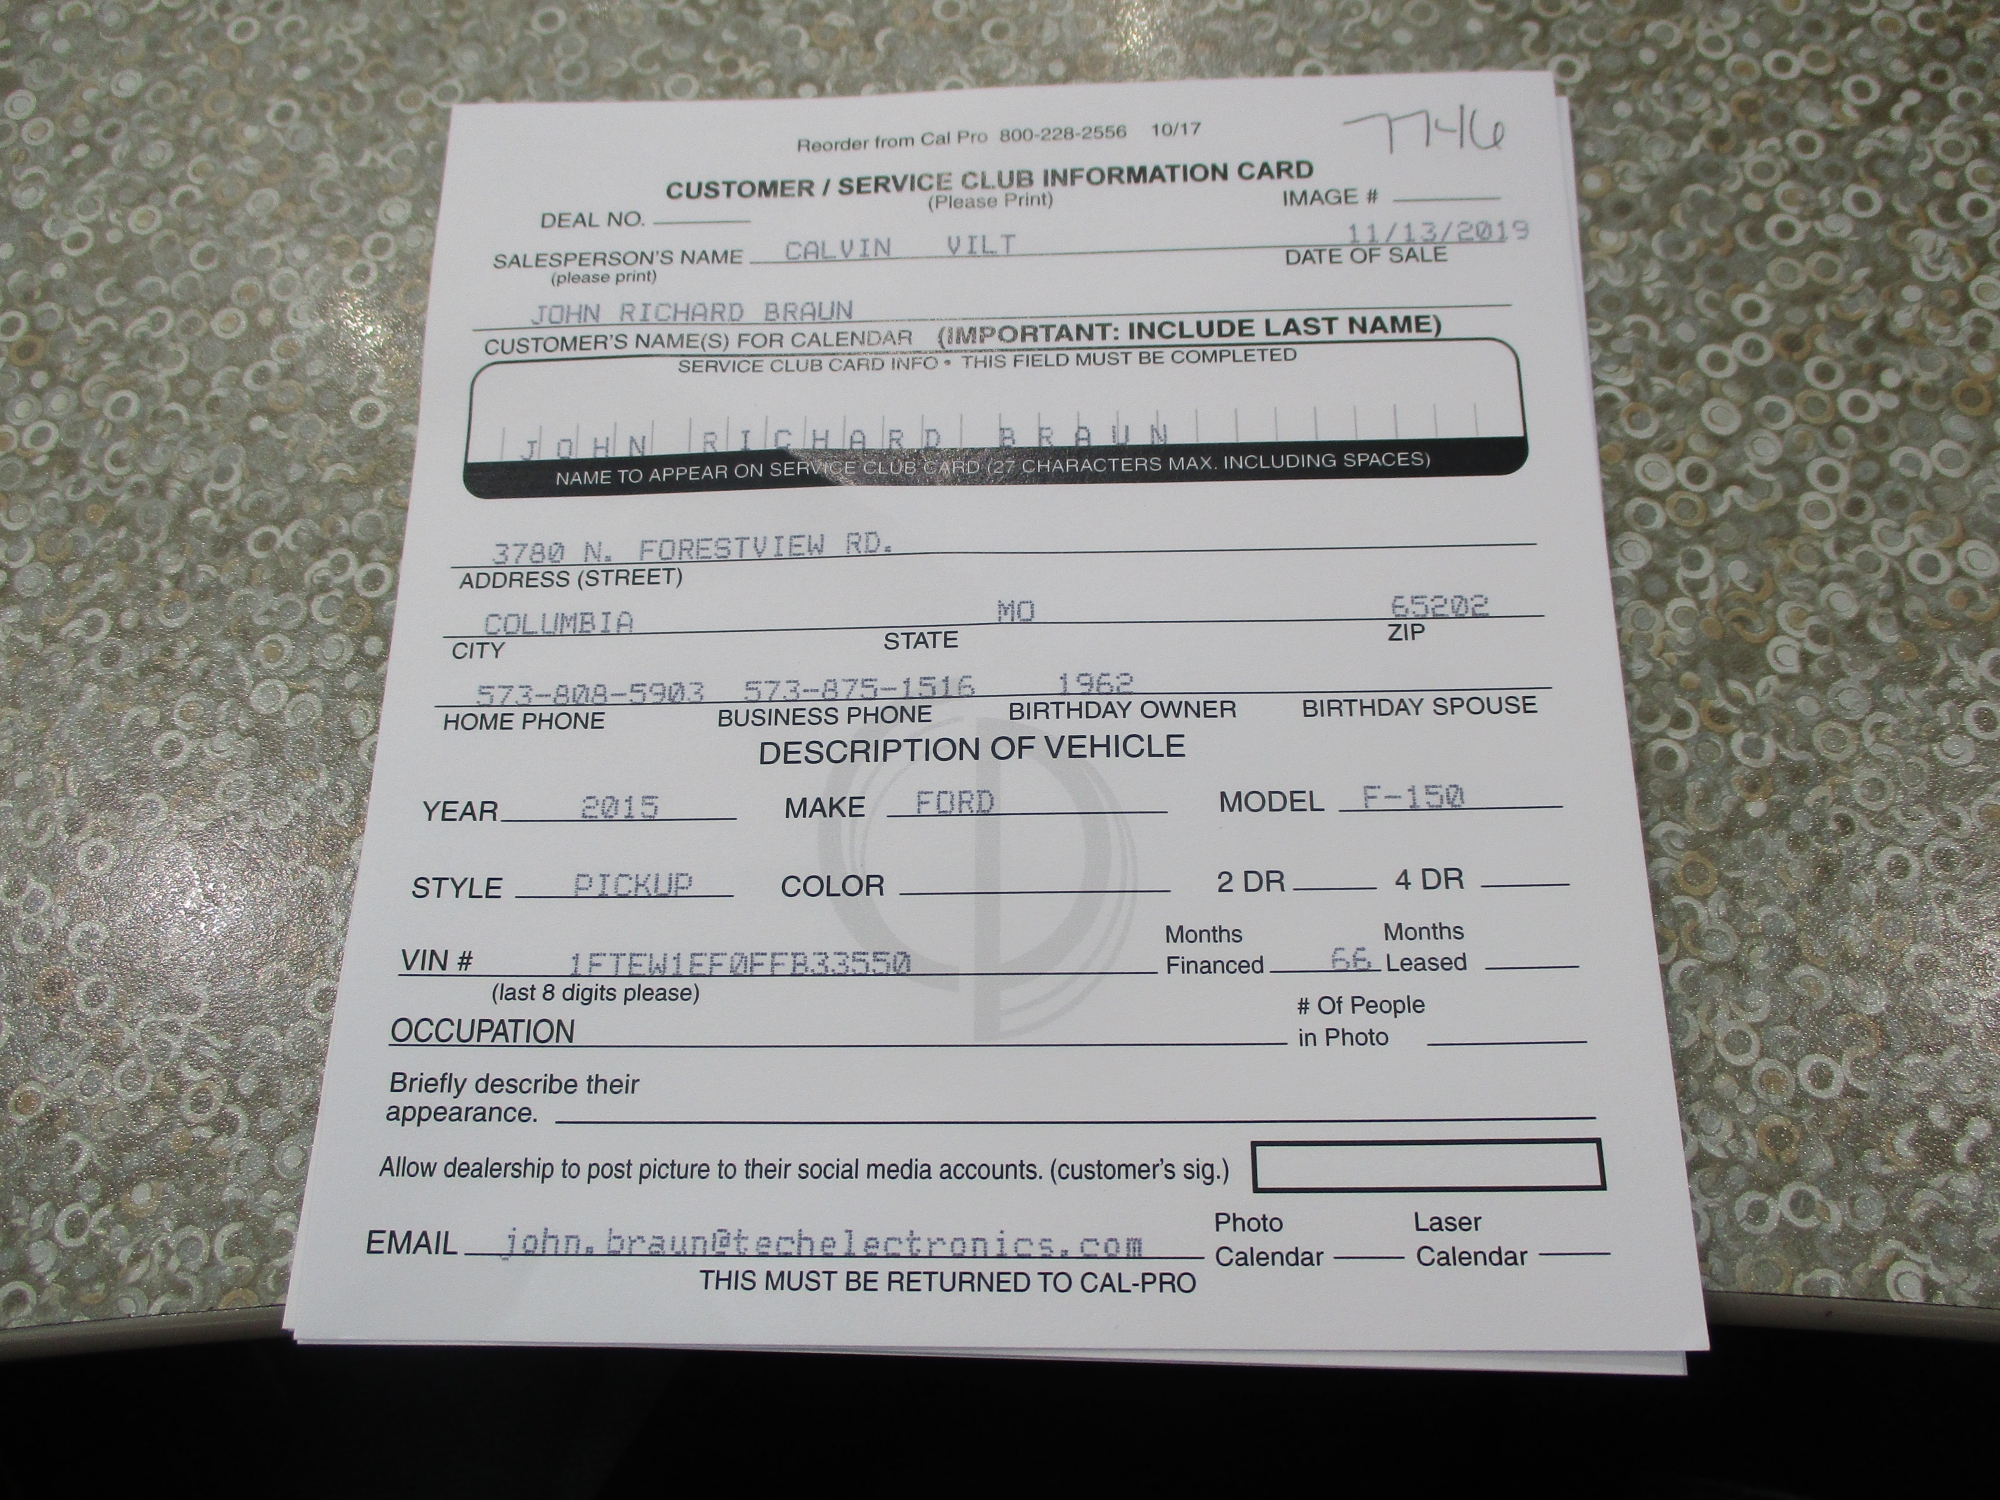 Reorder from Cal Pro 800-228-2556 10/17
7746
CUSTOMER / SERVICE CLUB INFORMATION CARD
(Please Print)
DEAL NO. IMAGE #
SALESPERSON'S NAME CALVIN VILT 11/13/2019
(please print) DATE OF SALE
JOHN RICHARD BRAUN
CUSTOMER'S NAME(S) FOR CALENDAR (IMPORTANT: INCLUDE LAST NAME)
SERVICE CLUB CARD INFO • THIS FIELD MUST BE COMPLETED
JOHN RICHARD BRAUN
NAME TO APPEAR ON SERVICE CLUB CARD (27 CHARACTERS MAX. INCLUDING SPACES)
3780 N. FORESTVIEW RD.
ADDRESS (STREET)
COLUMBIA MO 65202
CITY STATE ZIP
573-808-5903 573-875-1516 1962
HOME PHONE BUSINESS PHONE BIRTHDAY OWNER BIRTHDAY SPOUSE
DESCRIPTION OF VEHICLE
YEAR 2015 MAKE FORD MODEL F-150
STYLE PICKUP COLOR 2 DR 4 DR
VIN # 1FTEW1EF0FFB33550 Months Financed 66 Months Leased
(last 8 digits please)
OCCUPATION # Of People in Photo
Briefly describe their
appearance.
Allow dealership to post picture to their social media accounts. (customer's sig.)
EMAIL john.braun@techelectronics.com Photo Calendar Laser Calendar
THIS MUST BE RETURNED TO CAL-PRO